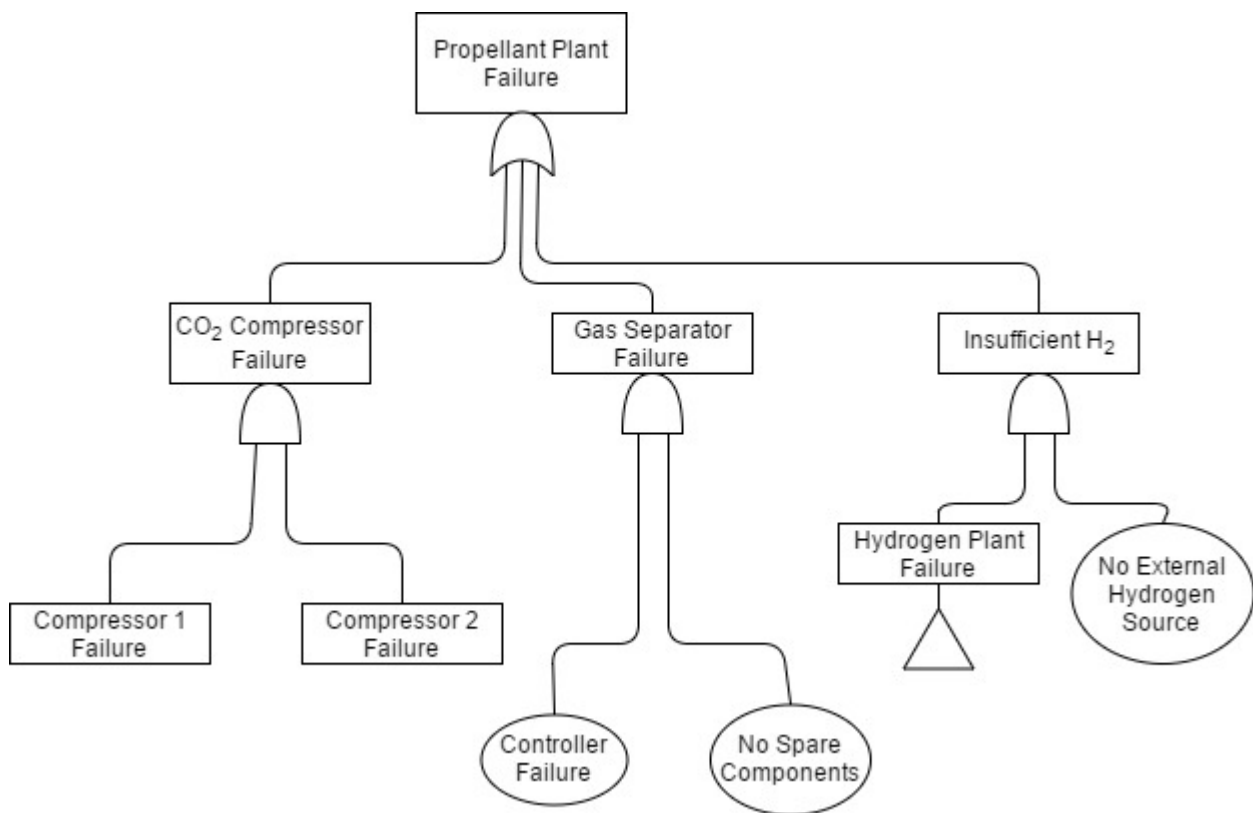 Propellant Plant
Failure
CO₂ Compressor
Failure
Gas Separator
Failure
Insufficient H₂
Hydrogen Plant
Failure
No External
Hydrogen
Source
Compressor 1
Failure
Compressor 2
Failure
Controller
Failure
No Spare
Components